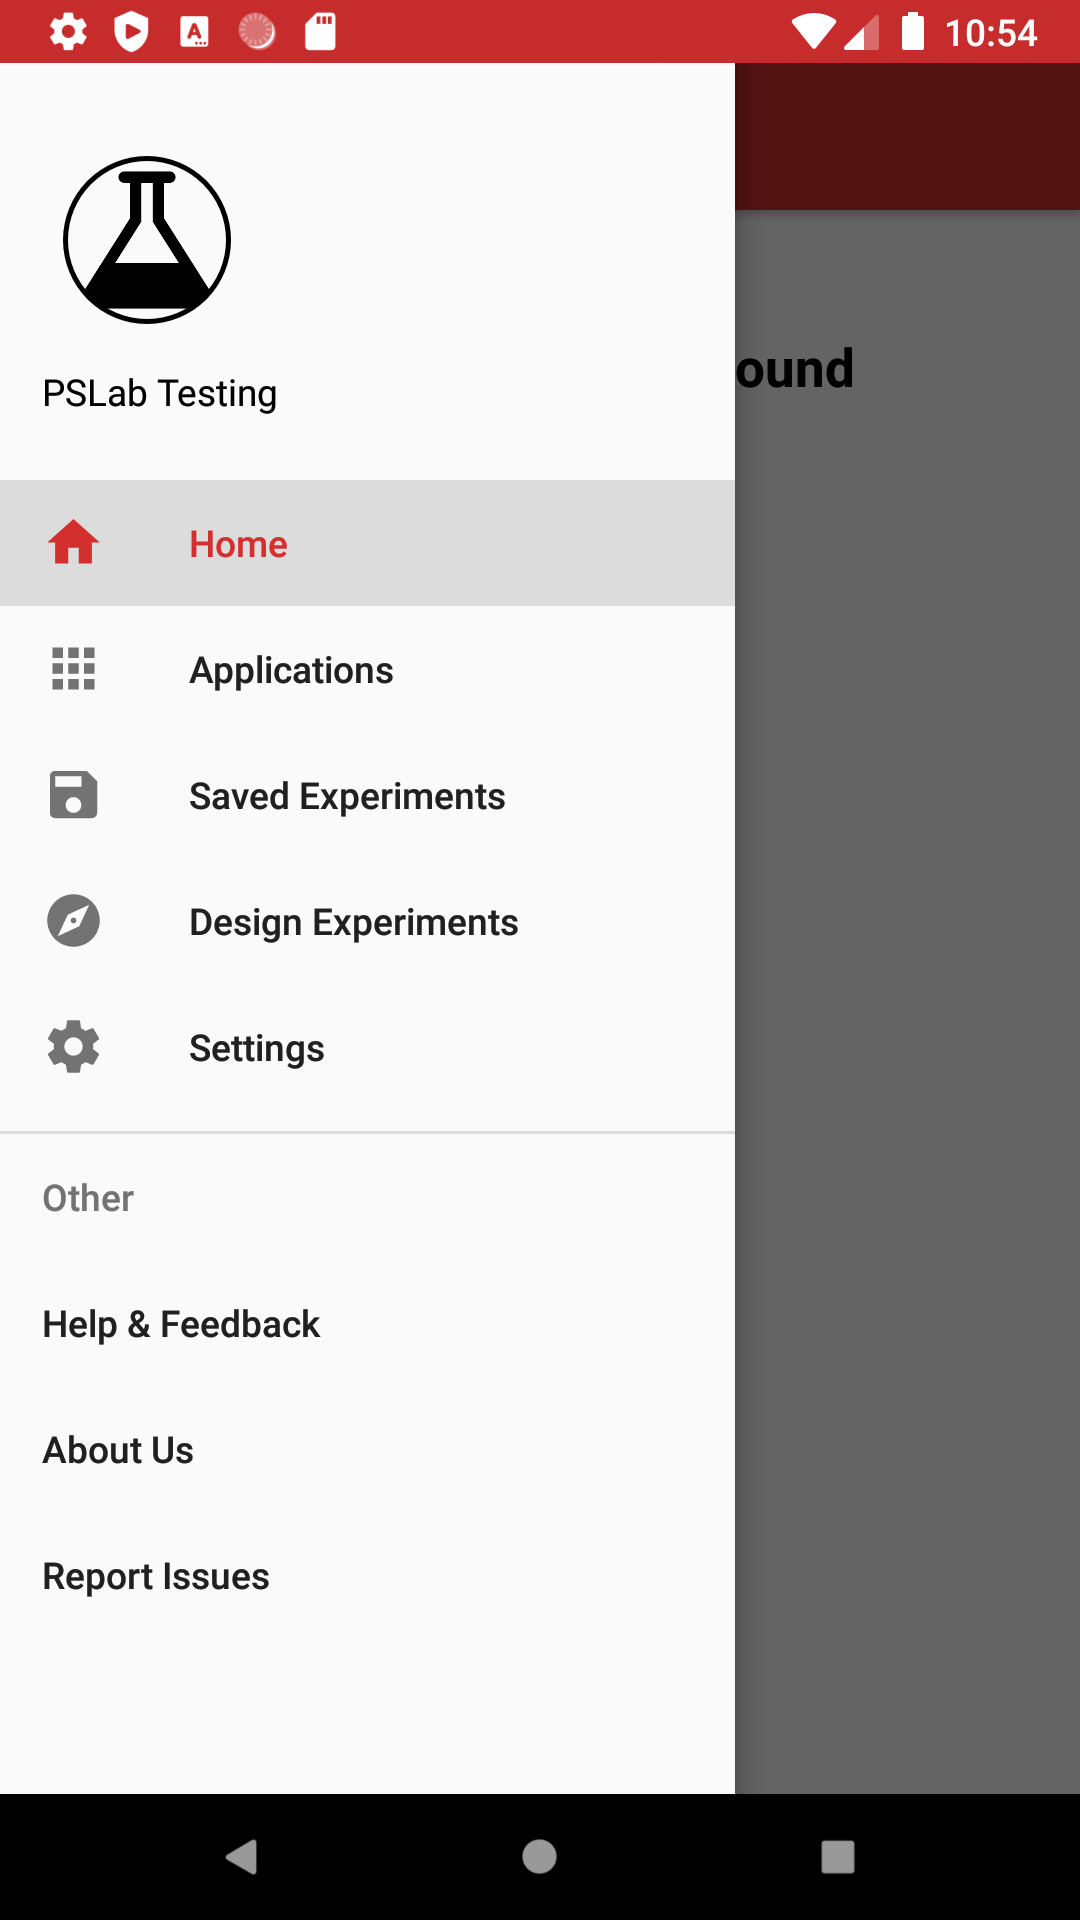 10:54
PSLab Testing
ound
Home
Applications
Saved Experiments
Design Experiments
Settings
Other
Help & Feedback
About Us
Report Issues